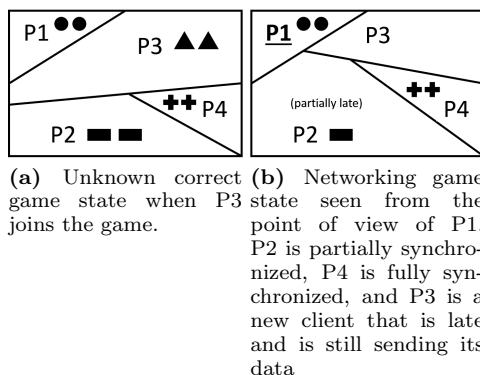 P1
P3
P4
P2
P1
P3
(partially late)
P4
P2
(a) Unknown correct
game state when P3
joins the game.
(b) Networking game
state seen from the
point of view of P1.
P2 is partially synchro-
nized, P4 is fully syn-
chronized, and P3 is a
new client that is late
and is still sending its
data